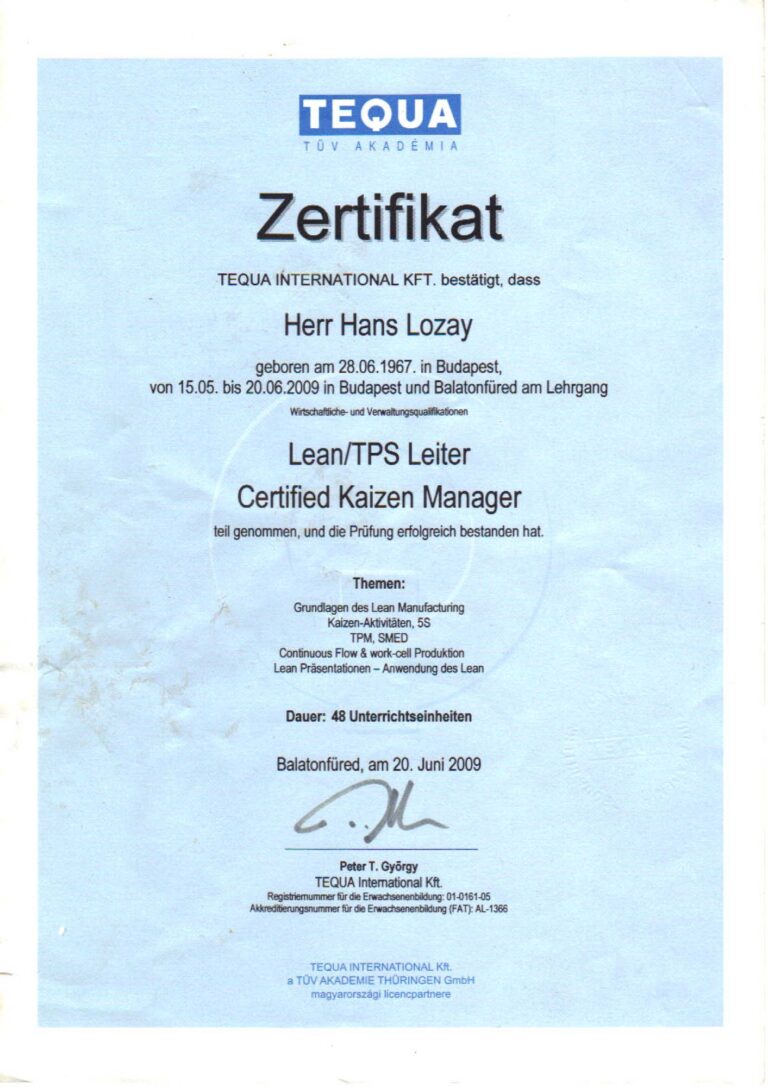 TEQUA
TÜV AKADÉMIA
Zertifikat
TEQUA INTERNATIONAL KFT. bestätigt, dass
Herr Hans Lozay
geboren am 28.06.1967. in Budapest,
von 15.05. bis 20.06.2009 in Budapest und Balatonfüred am Lehrgang
Wirtschaftliche- und Verwaltungsqualifikationen
Lean/TPS Leiter
Certified Kaizen Manager
teil genommen, und die Prüfung erfolgreich bestanden hat.
Themen:
Grundlagen des Lean Manufacturing
Kaizen-Aktivitäten, 5S
TPM, SMED
Continuous Flow & work-cell Produktion
Lean Präsentationen – Anwendung des Lean
Dauer: 48 Unterrichtseinheiten
Balatonfüred, am 20. Juni 2009
Peter T. György
TEQUA International Kft.
Registriernummer für die Erwachsenenbildung: 01-0161-05
Akkreditierungsnummer für die Erwachsenenbildung (FAT): AL-1366
TEQUA
TEQUA INTERNATIONAL Kft.
a TÜV AKADEMIE THÜRINGEN GmbH
magyarországi licencpartnere